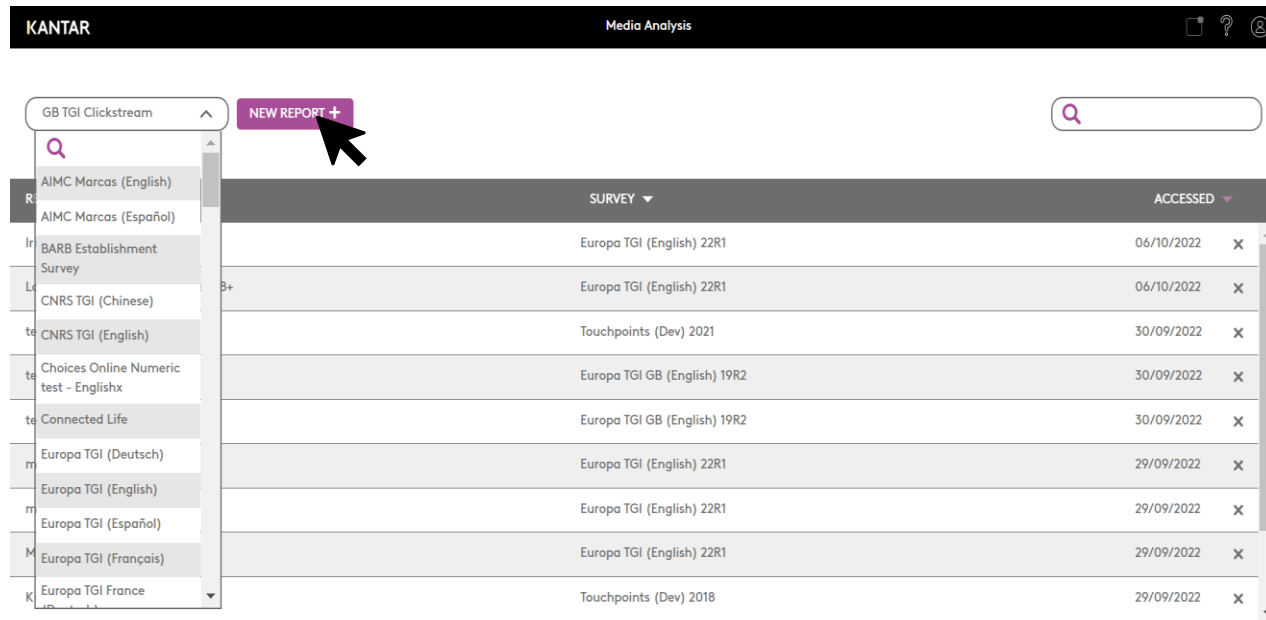 KANTAR
Media Analysis
?
GB TGI Clickstream
NEW REPORT +
AIMC Marcas (English)
AIMC Marcas (Español)
BARB Establishment
Survey
CNRS TGI (Chinese)
CNRS TGI (English)
Choices Online Numeric
test - Englishx
Connected Life
Europa TGI (Deutsch)
Europa TGI (English)
Europa TGI (Español)
Europa TGI (Français)
Europa TGI France
SURVEY
ACCESSED
Europa TGI (English) 22R1
06/10/2022
8+
Europa TGI (English) 22R1
06/10/2022
Touchpoints (Dev) 2021
30/09/2022
Europa TGI GB (English) 19R2
30/09/2022
Europa TGI GB (English) 19R2
30/09/2022
Europa TGI (English) 22R1
29/09/2022
Europa TGI (English) 22R1
29/09/2022
Europa TGI (English) 22R1
29/09/2022
Touchpoints (Dev) 2018
29/09/2022